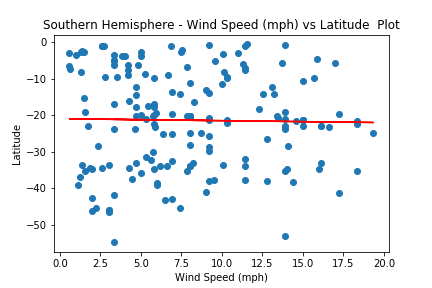 Southern Hemisphere - Wind Speed (mph) vs Latitude  Plot
0
−10
−20
−30
−40
−50
Latitude
0.0 2.5 5.0 7.5 10.0 12.5 15.0 17.5 20.0
Wind Speed (mph)